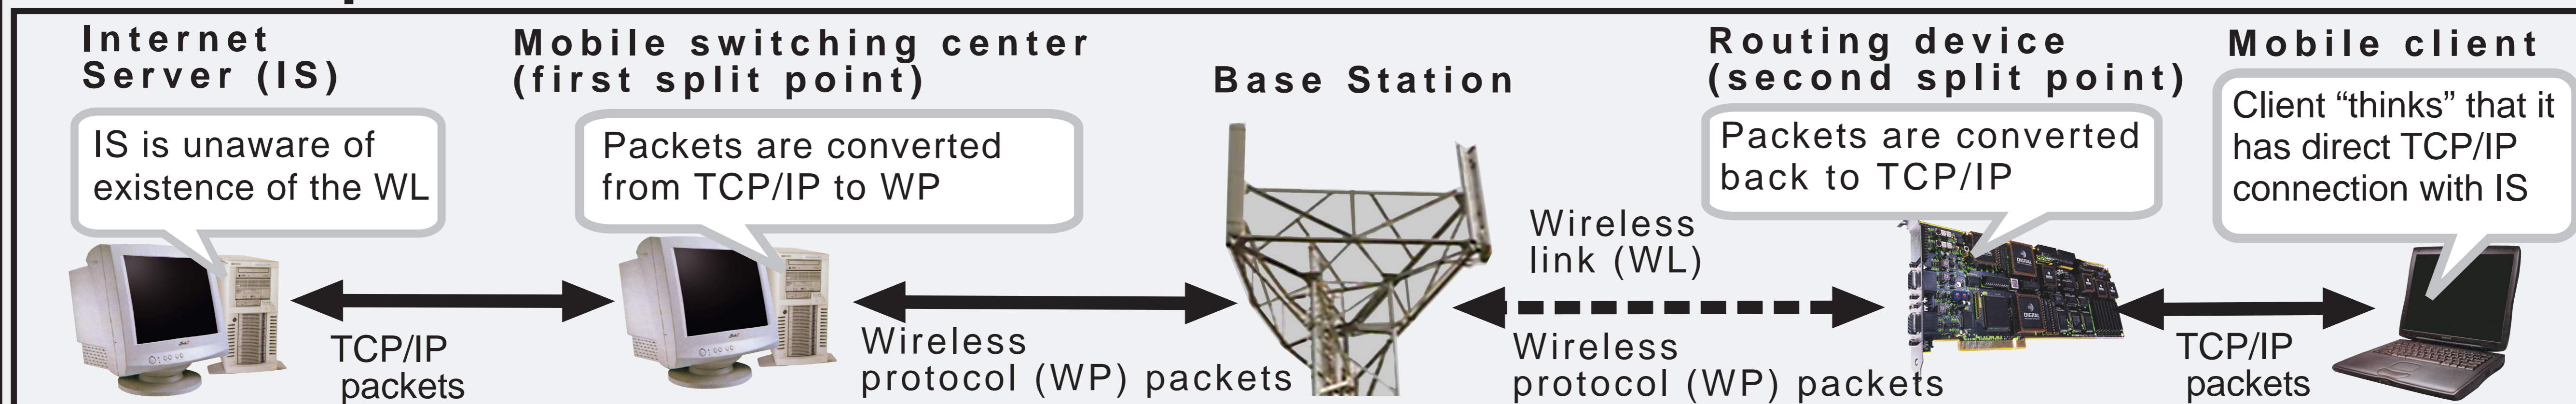 Internet
Server (IS)
IS is unaware of
existence of the WL
TCP/IP
packets
Mobile switching center
(first split point)
Packets are converted
from TCP/IP to WP
Wireless
protocol (WP) packets
Base Station
Wireless
link (WL)
Wireless
protocol (WP) packets
Routing device
(second split point)
Packets are converted
back to TCP/IP
DIGITAL
TCP/IP
packets
Mobile client
Client “thinks” that it
has direct TCP/IP
connection with IS